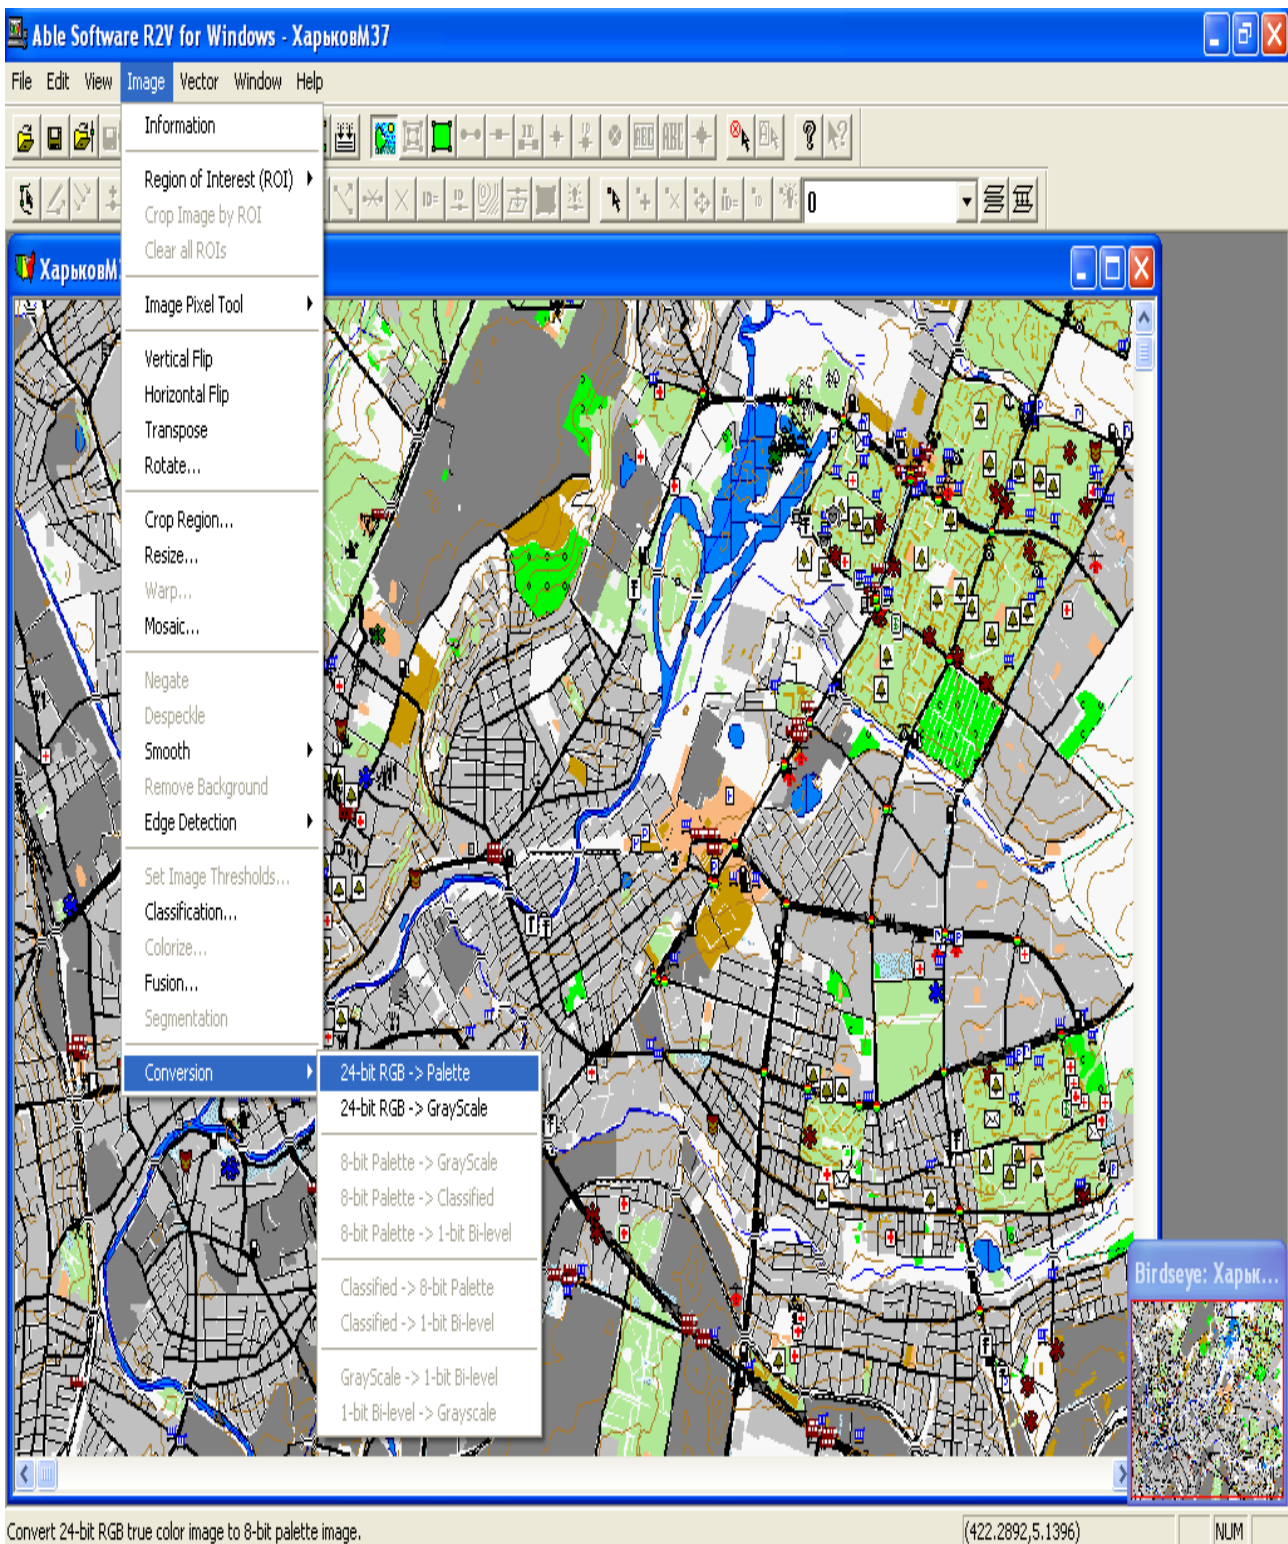 Able Software R2V for Windows - ХарьковМ37
File Edit View Image Vector Window Help
Information
Region of Interest (ROI)
Crop Image by ROI
Clear all ROIs
Image Pixel Tool
Vertical Flip
Horizontal Flip
Transpose
Rotate...
Crop Region...
Resize...
Warp...
Mosaic...
Negate
Despeckle
Smooth
Remove Background
Edge Detection
Set Image Thresholds...
Classification...
Colorize...
Fusion...
Segmentation
Conversion
24-bit RGB -> Palette
24-bit RGB -> GrayScale
8-bit Palette -> GrayScale
8-bit Palette -> Classified
8-bit Palette -> 1-bit Bi-level
Classified -> 8-bit Palette
Classified -> 1-bit Bi-level
GrayScale -> 1-bit Bi-level
1-bit Bi-level -> Grayscale
0
ХарьковМ
Birdseye: Харьк...
Convert 24-bit RGB true color image to 8-bit palette image.
(422.2892,5.1396)
NUM